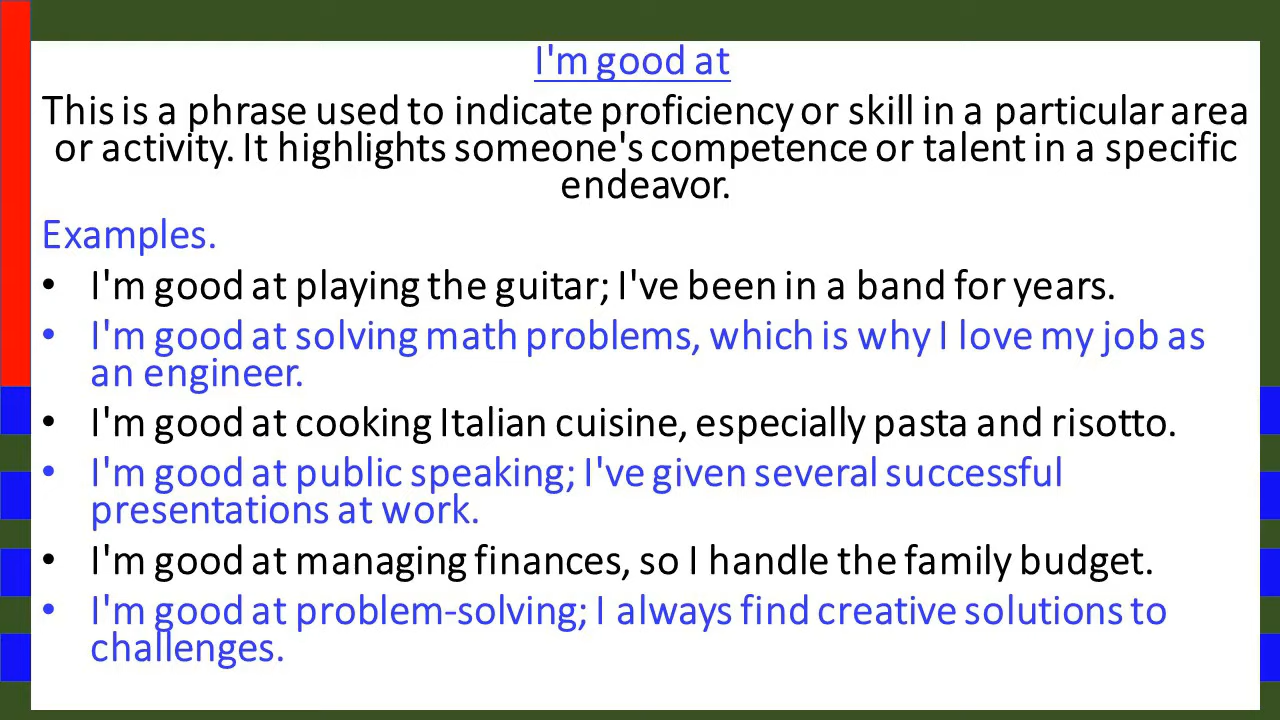 I'm good at
This is a phrase used to indicate proficiency or skill in a particular area
or activity. It highlights someone's competence or talent in a specific
endeavor.
Examples.
• I'm good at playing the guitar; I've been in a band for years.
• I'm good at solving math problems, which is why I love my job as
an engineer.
• I'm good at cooking Italian cuisine, especially pasta and risotto.
• I'm good at public speaking; I've given several successful
presentations at work.
• I'm good at managing finances, so I handle the family budget.
• I'm good at problem-solving; I always find creative solutions to
challenges.